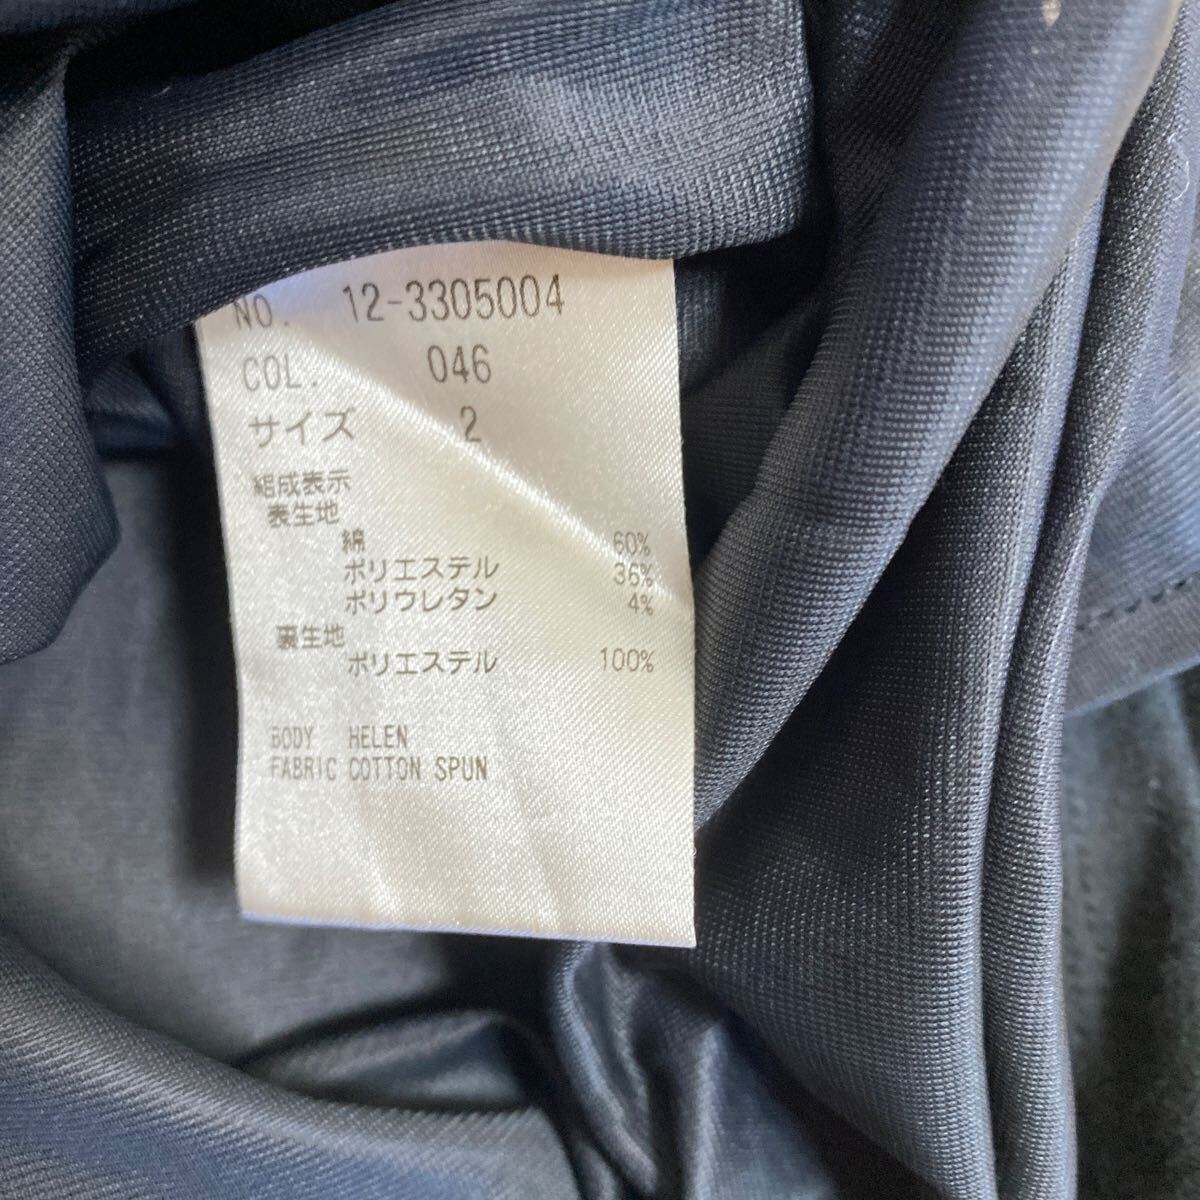 NO. 12-3305004
COL. 046
サイズ 2
組成表示
表生地
綿 60%
ポリエステル 36%
ポリウレタン 4%
裏生地
ポリエステル 100%
BODY HELEN
FABRIC COTTON SPUN